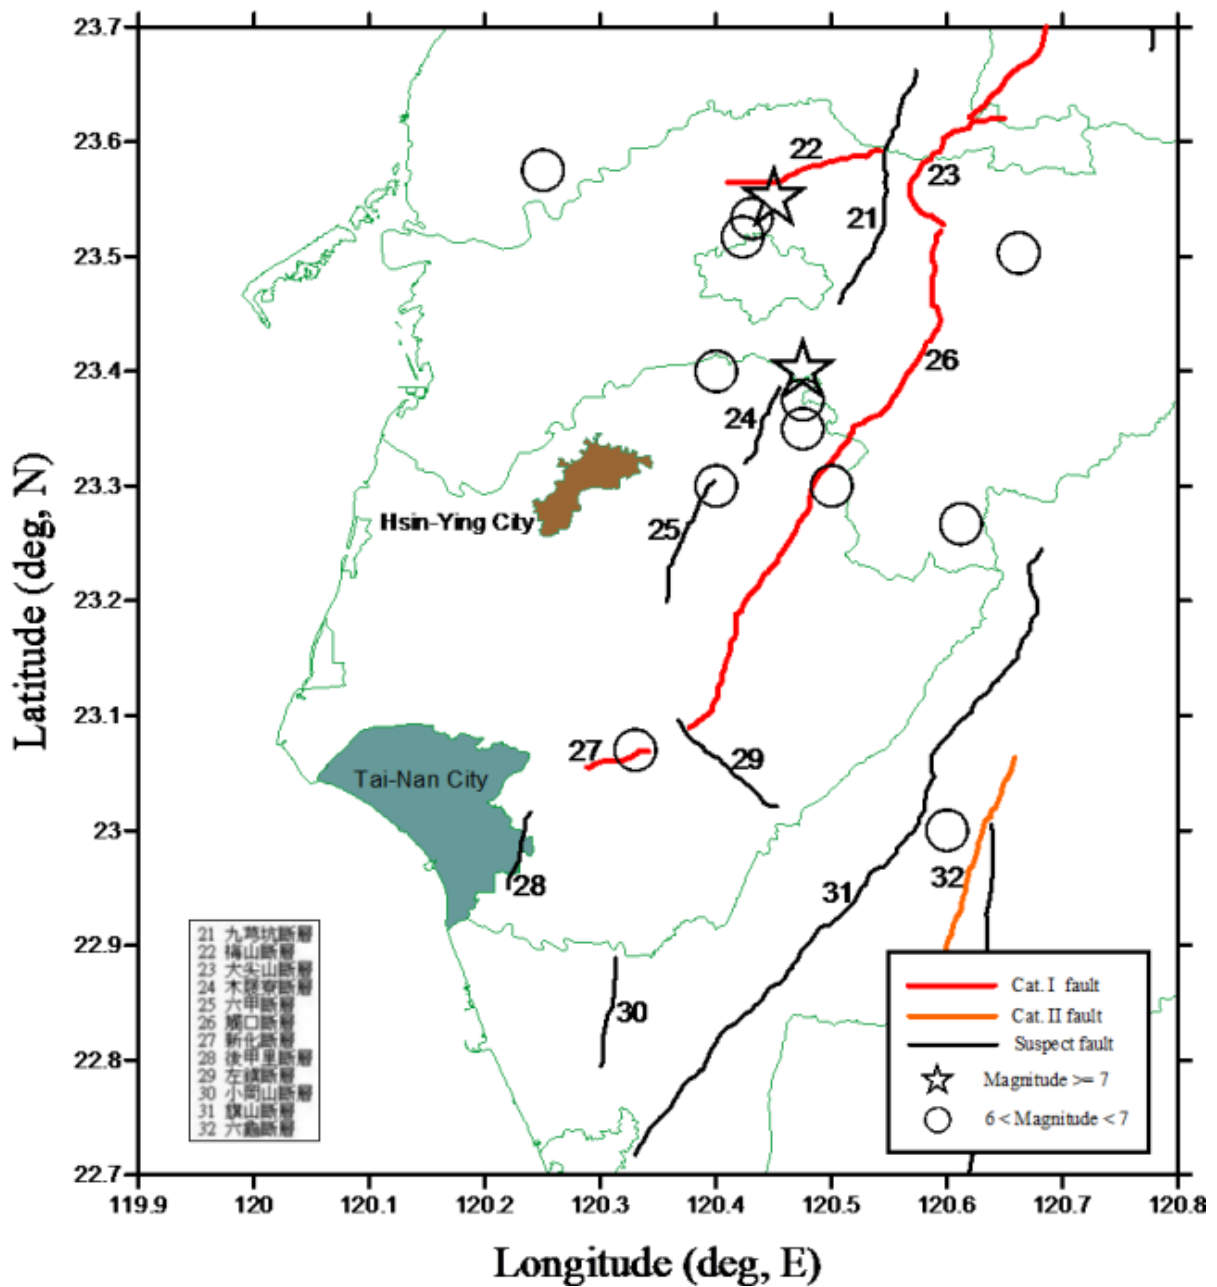 23.7
23.6
23.5
23.4
23.3
23.2
23.1
23
22.9
22.8
22.7
119.9
120
120.1
120.2
120.3
120.4
120.5
120.6
120.7
120.8
Latitude (deg, N)
Longitude (deg, E)
22
23
21
26
24
25
Hsin-Ying City
27
29
Tai-Nan City
28
31
32
30
21 九芎坑斷層
22 梅山斷層
23 大尖山斷層
24 木屐寮斷層
25 六甲斷層
26 觸口斷層
27 新化斷層
28 後甲里斷層
29 左鎮斷層
30 小岡山斷層
31 旗山斷層
32 六龜斷層
Cat. I fault
Cat. II fault
Suspect fault
Magnitude >= 7
6 < Magnitude < 7